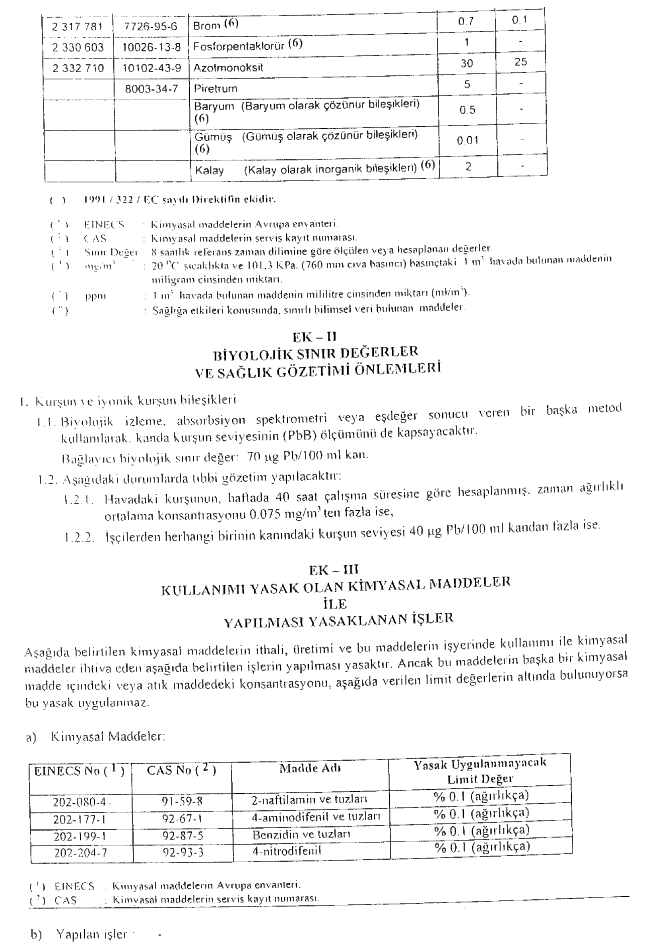 2 317 781 7726-95-6 Brom (6) 0.7 0.1
2 330 603 10026-13-8 Fosforpentaklorür (6) 1 -
2 332 710 10102-43-9 Azotmonoksit 30 25
8003-34-7 Piretrum 5 -
Baryum (Baryum olarak çözünür bileşikleri)
(6) 0.5 -
Gümüş (Gümüş olarak çözünür bileşikleri)
(6) 0.01 -
Kalay (Kalay olarak inorganik bileşikleri) (6) 2 -
( ) 1991 / 322 / EC sayılı Direktifin ekidir.
EINECS : Kimyasal maddelerin Avrupa envanteri.
CAS : Kimyasal maddelerin servis kayıt numarası.
Sınır Değer : 8 saatlik referans zaman dilimine göre ölçülen veya hesaplanan değerler.
mg/m³ : 20 °C sıcaklıkta ve 101,3 KPa. (760 mm cıva basıncı) basınçtaki 1 m³ havada bulunan maddenin
miligram cinsinden miktarı.
ppm : 1 m³ havada bulunan maddenin mililitre cinsinden miktarı (ml/m³).
: Sağlığa etkileri konusunda, sınırlı bilimsel veri bulunan maddeler.
EK – II
BİYOLOJİK SINIR DEĞERLER
VE SAĞLIK GÖZETİMİ ÖNLEMLERİ
1. Kurşun ve iyonik kurşun bileşikleri
1.1. Biyolojik izleme, absorbsiyon spektrometri veya eşdeğer sonucu veren bir başka metod
kullanılarak, kanda kurşun seviyesinin (PbB) ölçümünü de kapsayacaktır.
Bağlayıcı biyolojik sınır değer: 70 µg Pb/100 ml kan.
1.2. Aşağıdaki durumlarda tıbbi gözetim yapılacaktır:
1.2.1. Havadaki kurşunun, haftada 40 saat çalışma süresine göre hesaplanmış, zaman ağırlıklı
ortalama konsantrasyonu 0.075 mg/m³ ten fazla ise,
1.2.2. İşçilerden herhangi birinin kanındaki kurşun seviyesi 40 µg Pb/100 ml kandan fazla ise.
EK – III
KULLANIMI YASAK OLAN KİMYASAL MADDELER
İLE
YAPILMASI YASAKLANAN İŞLER
Aşağıda belirtilen kimyasal maddelerin ithali, üretimi ve bu maddelerin işyerinde kullanımı ile kimyasal
maddeler ihtiva eden aşağıda belirtilen işlerin yapılması yasaktır. Ancak bu maddelerin başka bir kimyasal
madde içindeki veya atık maddedeki konsantrasyonu, aşağıda verilen limit değerlerin altında bulunuyorsa
bu yasak uygulanmaz.
a) Kimyasal Maddeler:
EINECS No ( 1 ) CAS No ( 2 ) Madde Adı Yasak Uygulanmayacak
Limit Değer
202-080-4 91-59-8 2-naftilamin ve tuzları % 0.1 (ağırlıkça)
202-177-1 92-67-1 4-aminodifenil ve tuzları % 0.1 (ağırlıkça)
202-199-1 92-87-5 Benzidin ve tuzları % 0.1 (ağırlıkça)
202-204-7 92-93-3 4-nitrodifenil % 0.1 (ağırlıkça)
( 1 ) EINECS : Kimyasal maddelerin Avrupa envanteri.
( 2 ) CAS : Kimyasal maddelerin servis kayıt numarası.
b) Yapılan işler :